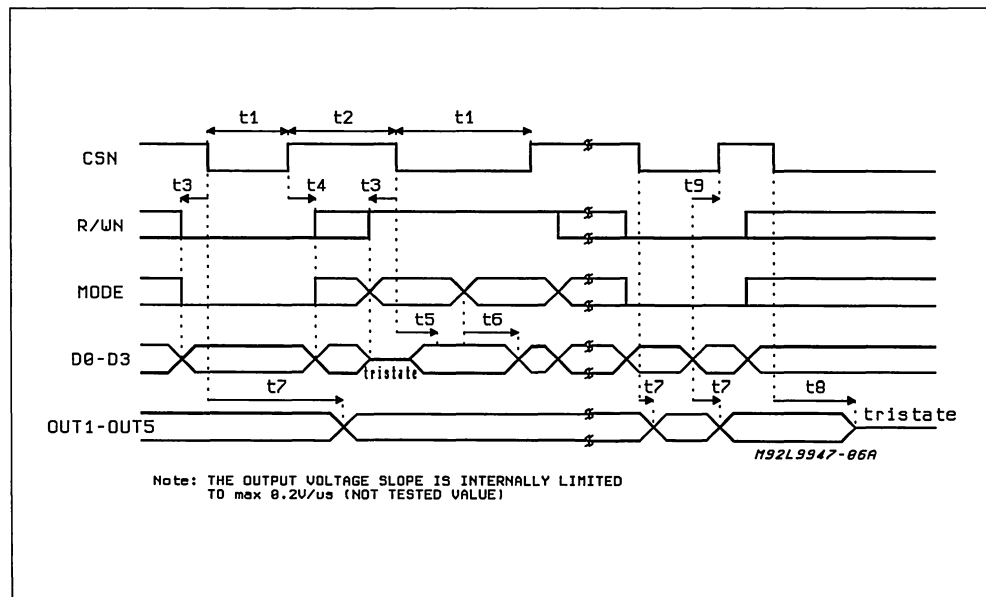 t1 t2 t1
CSN
t3 t4 t3 t9
R/WN
MODE
t5 t6
D0-D3
tristate
t7 t7 t7 t8
OUT1-OUT5
tristate
M92L9947-06A
Note: THE OUTPUT VOLTAGE SLOPE IS INTERNALLY LIMITED
TO max 0.2V/us (NOT TESTED VALUE)